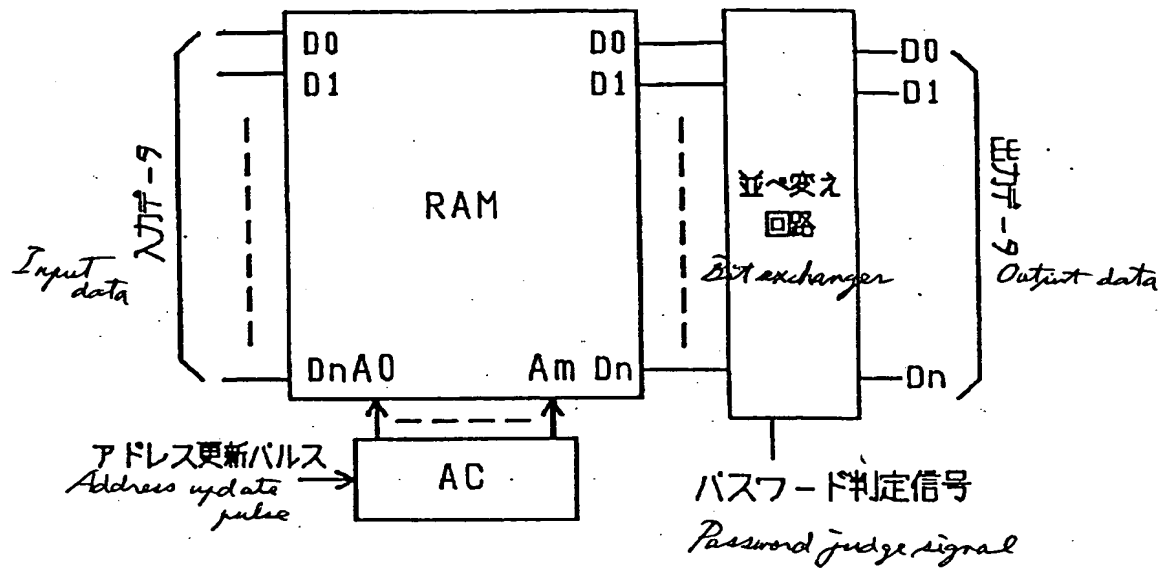 D0 D0 D0
D1 D1 D1
入力データ
Input
data
RAM
並べ変え
回路
Bit exchanger
出力データ
Output data
Dn A0 Am Dn
Dn
アドレス更新パルス
Address update
pulse
AC
パスワード判定信号
Password judge signal